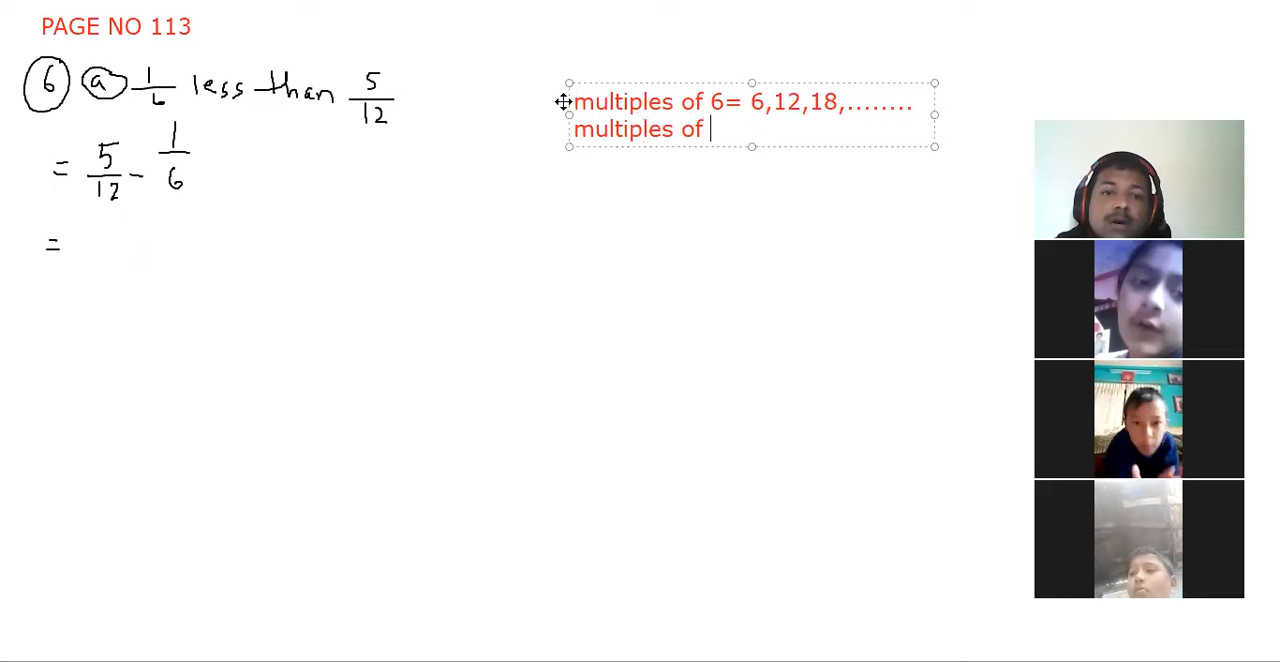 PAGE NO 113
6 a 1/6 less than 5/12
= 5/12 - 1/6
=
multiples of 6= 6,12,18,........
multiples of